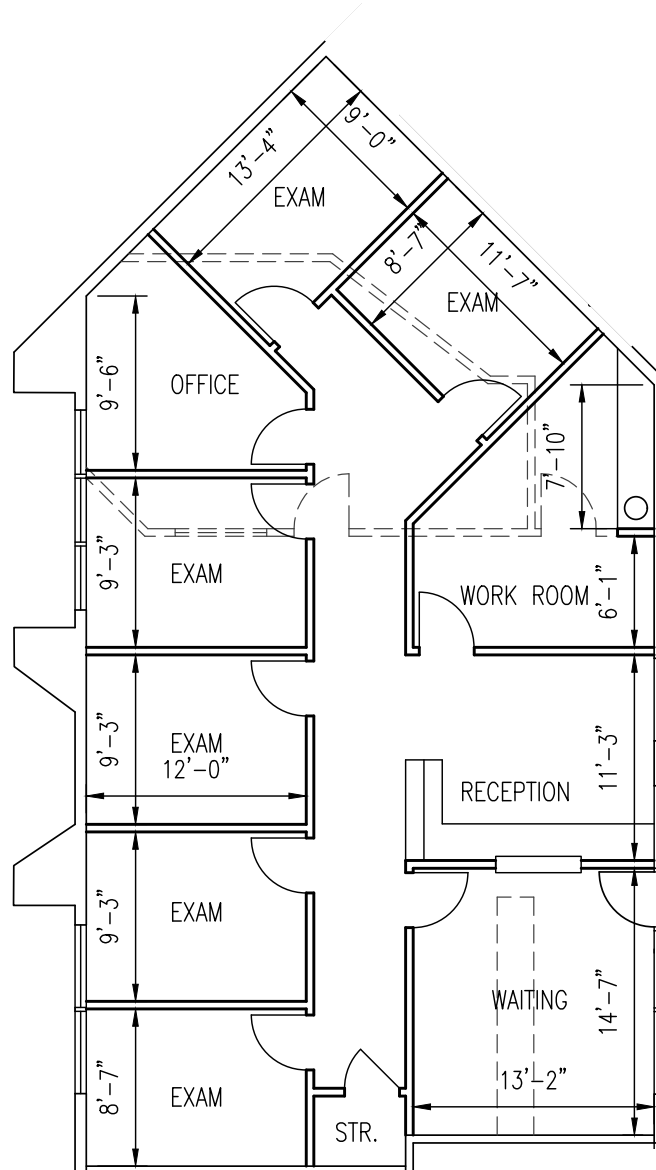 9'-0"
13'-4"
EXAM
8'-7"
11'-7"
EXAM
9'-6"
OFFICE
7'-10"
9'-3"
EXAM
WORK ROOM
6'-1"
9'-3"
EXAM
12'-0"
11'-3"
RECEPTION
9'-3"
EXAM
WAITING
14'-7"
13'-2"
8'-7"
EXAM
STR.